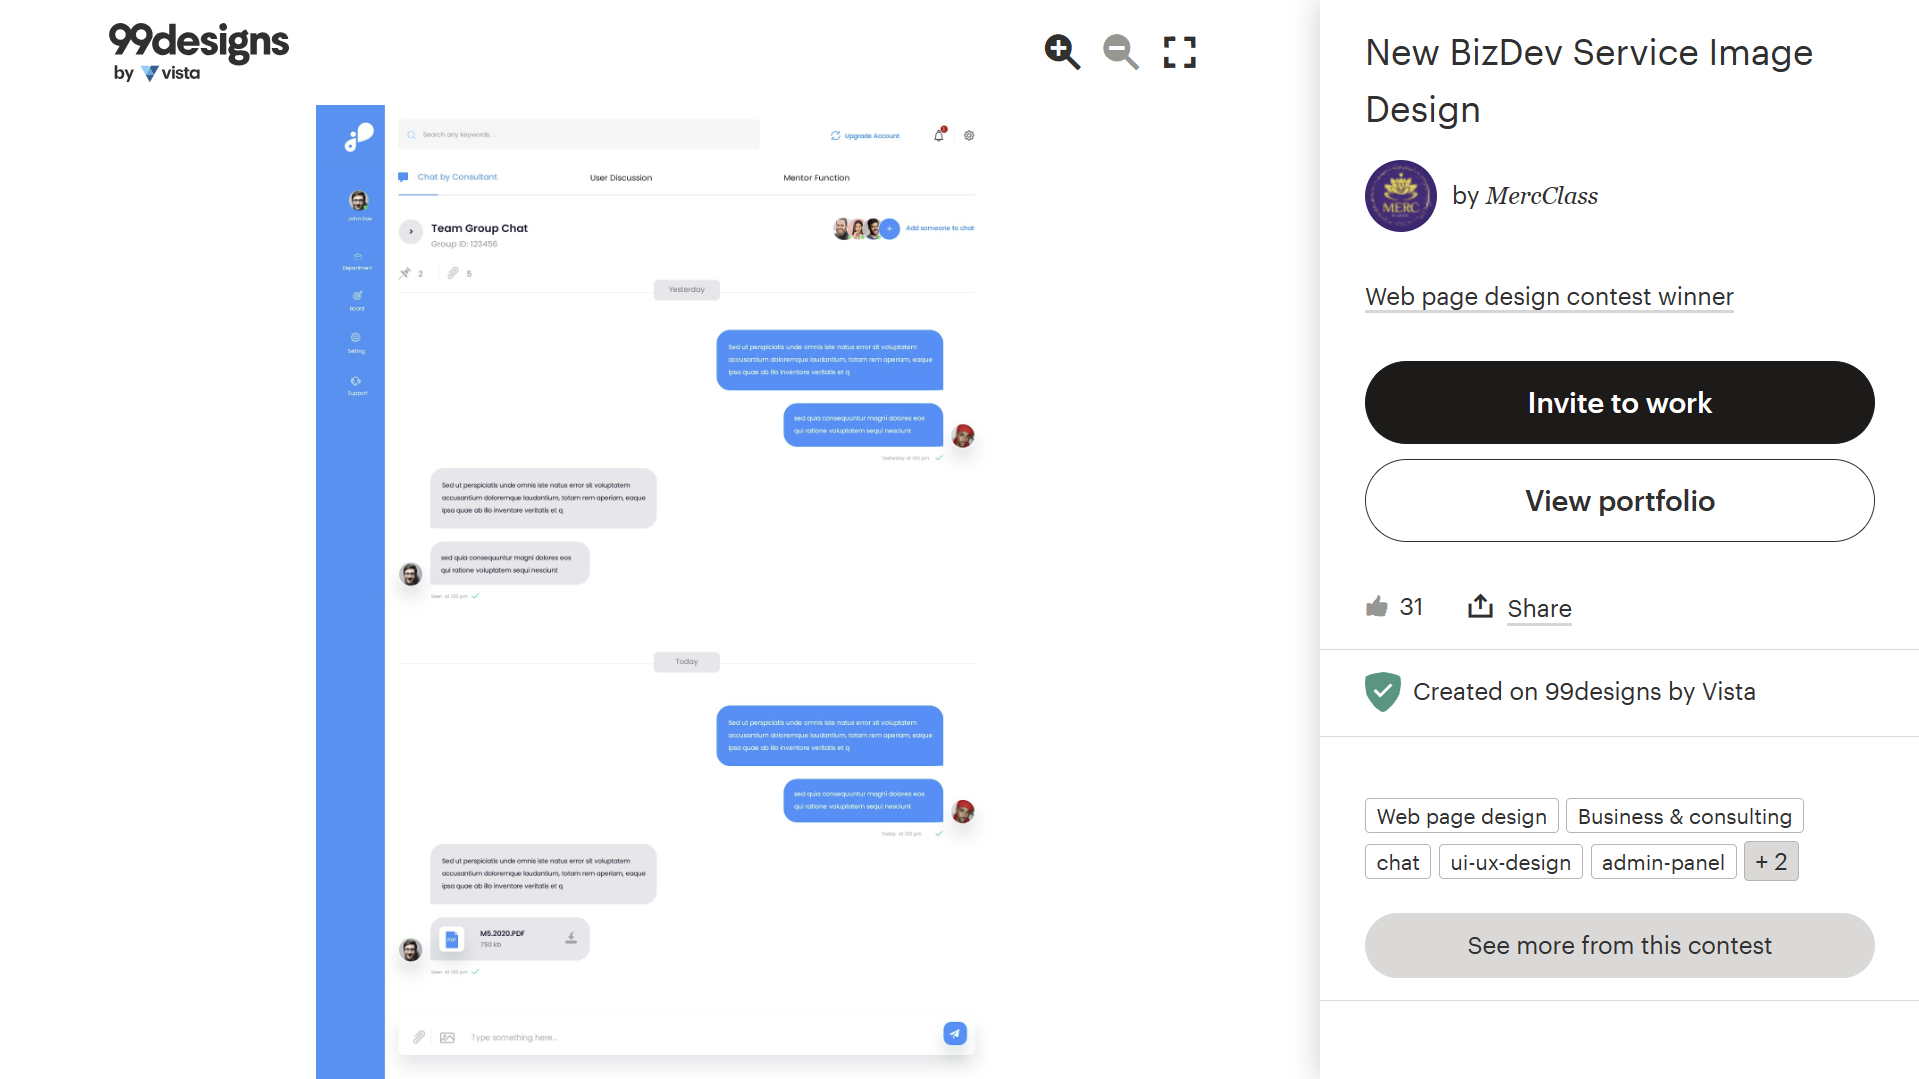 99designs
by vista
Search any keywords...
Upgrade Account
Chat by Consultant
User Discussion
Mentor Function
John Doe
Department
Board
Setting
Support
Team Group Chat
Group ID: 123456
Add someone to chat
2
5
Yesterday
Sed ut perspiciatis unde omnis iste natus error sit voluptatem
accusantium doloremque laudantium, totam rem aperiam, eaque
ipsa quae ab illo inventore veritatis et q
sed quia consequuntur magni dolores eos
qui ratione voluptatem sequi nesciunt
Yesterday at 1:52 pm
Sed ut perspiciatis unde omnis iste natus error sit voluptatem
accusantium doloremque laudantium, totam rem aperiam, eaque
ipsa quae ab illo inventore veritatis et q
sed quia consequuntur magni dolores eos
qui ratione voluptatem sequi nesciunt
Seen at 1:52 pm
Today
Sed ut perspiciatis unde omnis iste natus error sit voluptatem
accusantium doloremque laudantium, totam rem aperiam, eaque
ipsa quae ab illo inventore veritatis et q
sed quia consequuntur magni dolores eos
qui ratione voluptatem sequi nesciunt
Today at 1:52 pm
Sed ut perspiciatis unde omnis iste natus error sit voluptatem
accusantium doloremque laudantium, totam rem aperiam, eaque
ipsa quae ab illo inventore veritatis et q
M5.2020.PDF
750 kb
Seen at 1:52 pm
Type something here...
New BizDev Service Image
Design
MERC
by MercClass
Web page design contest winner
Invite to work
View portfolio
31
Share
Created on 99designs by Vista
Web page design
Business & consulting
chat
ui-ux-design
admin-panel
+ 2
See more from this contest